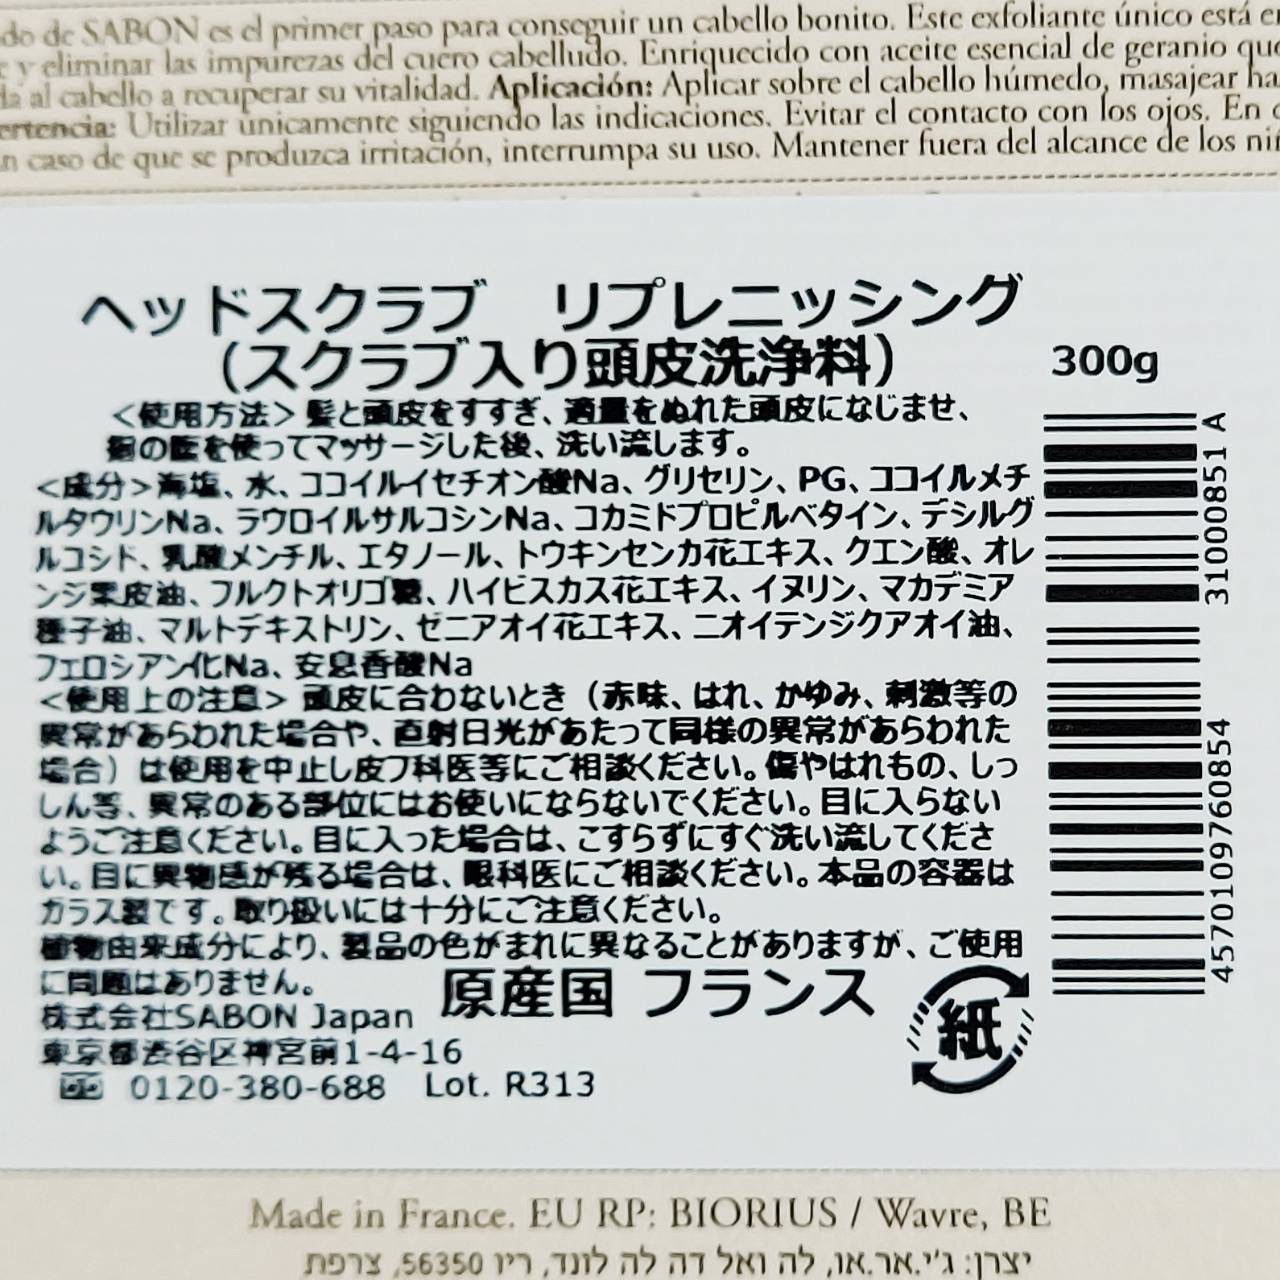 do de SABON es el primer paso para conseguir un cabello bonito. Este exfoliante único está
y eliminar las impurezas del cuero cabelludo. Enriquecido con aceite esencial de geranio que
da al cabello a recuperar su vitalidad. Aplicación: Aplicar sobre el cabello húmedo, masajear ha
ertencia: Utilizar únicamente siguiendo las indicaciones. Evitar el contacto con los ojos. En
n caso de que se produzca irritación, interrumpa su uso. Mantener fuera del alcance de los niñ
ヘッドスクラブ リプレニッシング
(スクラブ入り頭皮洗浄料)
300g
<使用方法>髪と頭皮をすすぎ、適量をぬれた頭皮になじませ、
指の腹を使ってマッサージした後、洗い流します。
<成分>海塩、水、ココイルイセチオン酸Na、グリセリン、PG、ココイルメチ
ルタウリンNa、ラウロイルサルコシンNa、コカミドプロピルベタイン、デシルグ
ルコシド、乳酸メンチル、エタノール、トウキンセンカ花エキス、クエン酸、オレ
ンジ果皮油、フルクトオリゴ糖、ハイビスカス花エキス、イヌリン、マカデミア
種子油、マルトデキストリン、ゼニアオイ花エキス、ニオイテンジクアオイ油、
フェロシアン化Na、安息香酸Na
<使用上の注意> 頭皮に合わないとき（赤味、はれ、かゆみ、刺激等の
異常があらわれた場合や、直射日光があたって同様の異常があらわれた
場合）は使用を中止し皮フ科医等にご相談ください。傷やはれもの、しっ
しん等、異常のある部位にはお使いにならないでください。目に入らない
ようご注意ください。目に入った場合は、こすらずにすぐ洗い流してくださ
い。目に異物感が残る場合は、眼科医にご相談ください。本品の容器は
ガラス製です。取り扱いには十分にご注意ください。
植物由来成分により、製品の色がまれに異なることがありますが、ご使用
に問題はありません。
原産国 フランス
株式会社SABON Japan
東京都渋谷区神宮前1-4-16
0120-380-688 Lot. R313
紙
3100851 A
4570109760854
Made in France. EU RP: BIORIUS / Wavre, BE
יצרן: ג'י.אר.או, לה ואל דה לה לונד, ריו 56350, צרפת